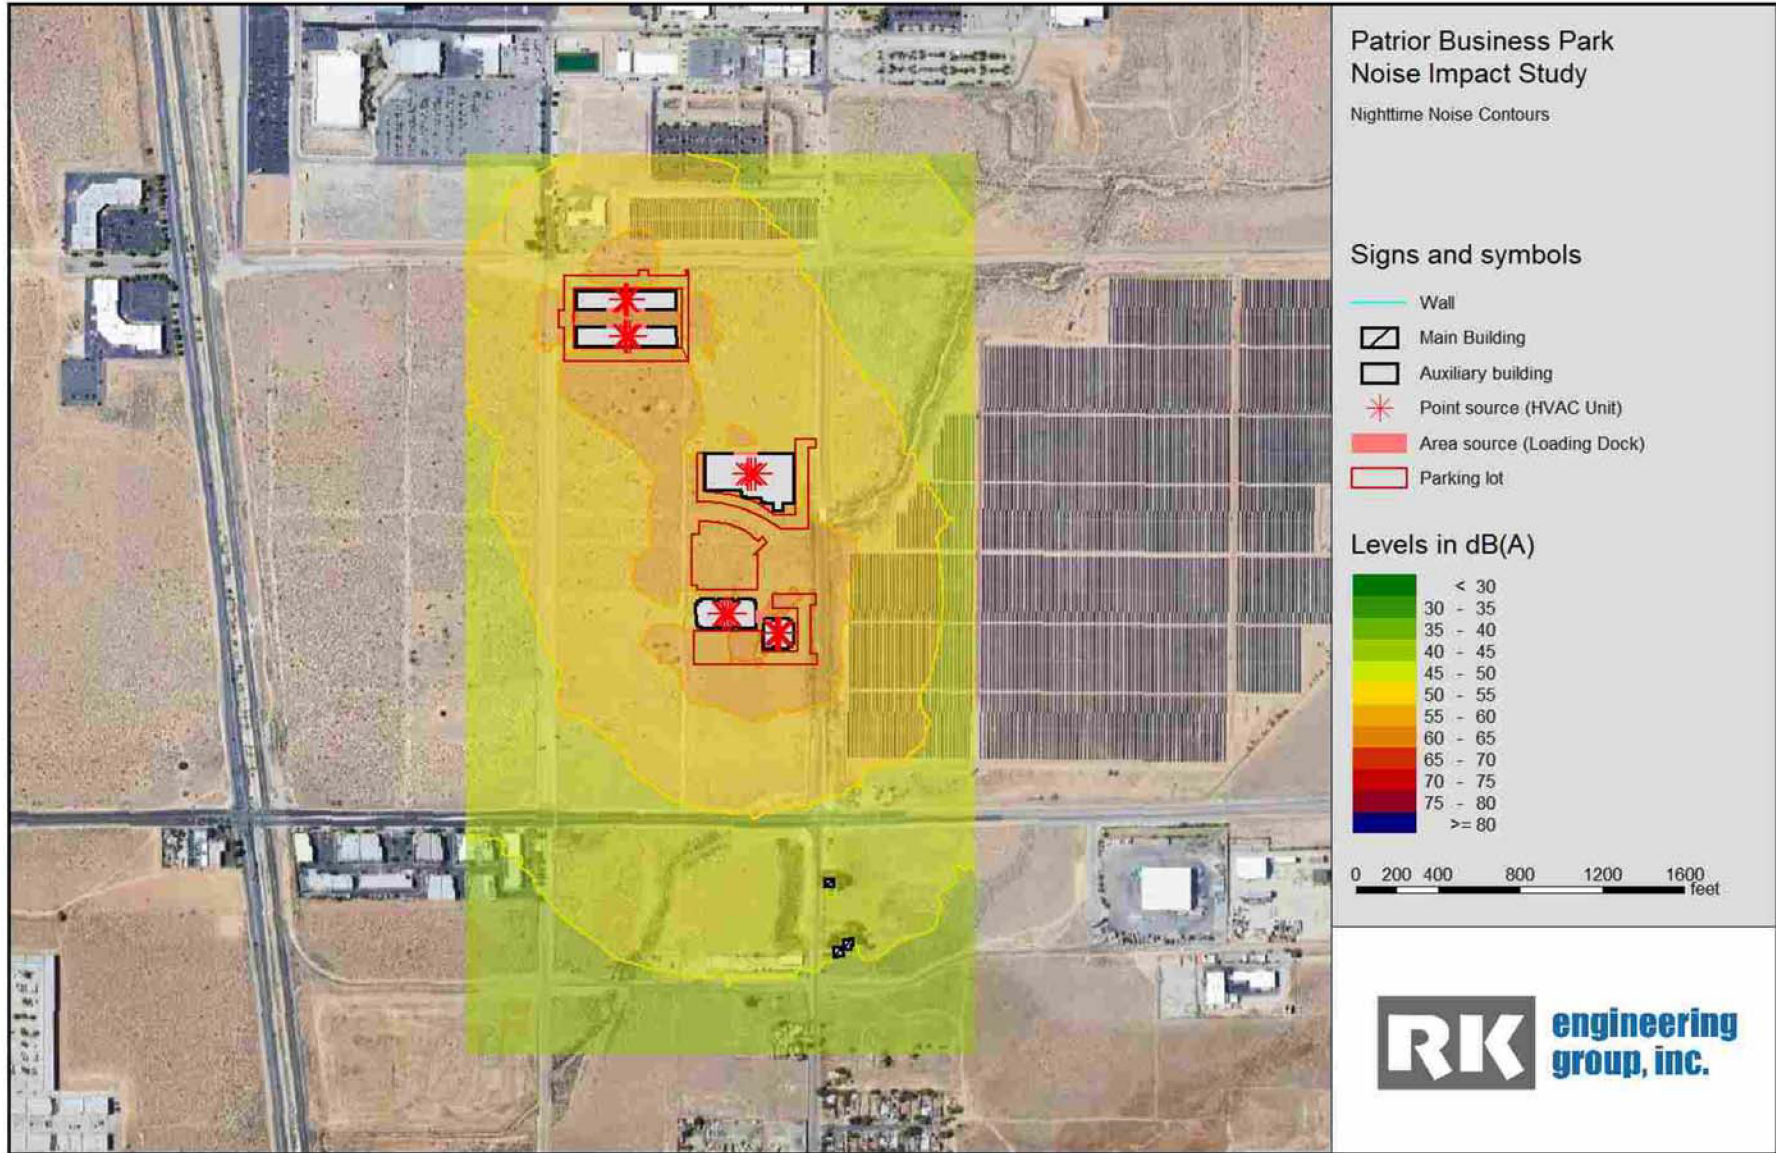 Patrior Business Park
Noise Impact Study
Nighttime Noise Contours
Signs and symbols
Wall
Main Building
Auxiliary building
Point source (HVAC Unit)
Area source (Loading Dock)
Parking lot
Levels in dB(A)
< 30
30 - 35
35 - 40
40 - 45
45 - 50
50 - 55
55 - 60
60 - 65
65 - 70
70 - 75
75 - 80
>= 80
0 200 400 800 1200 1600
feet
RK engineering
group, inc.